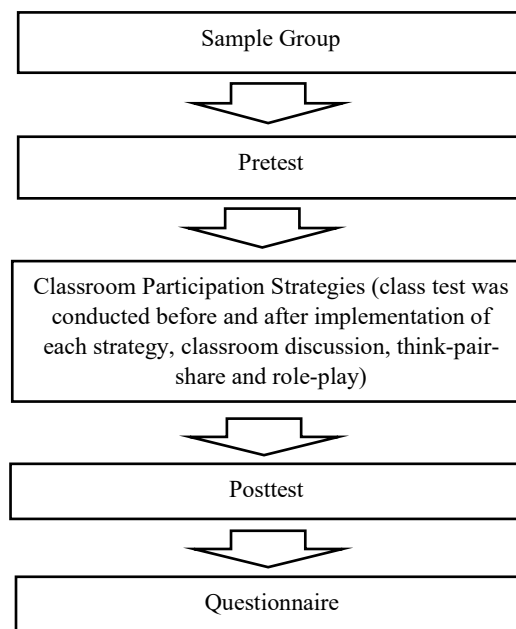 Sample Group
Pretest
Classroom Participation Strategies (class test was
conducted before and after implementation of
each strategy, classroom discussion, think-pair-
share and role-play)
Posttest
Questionnaire